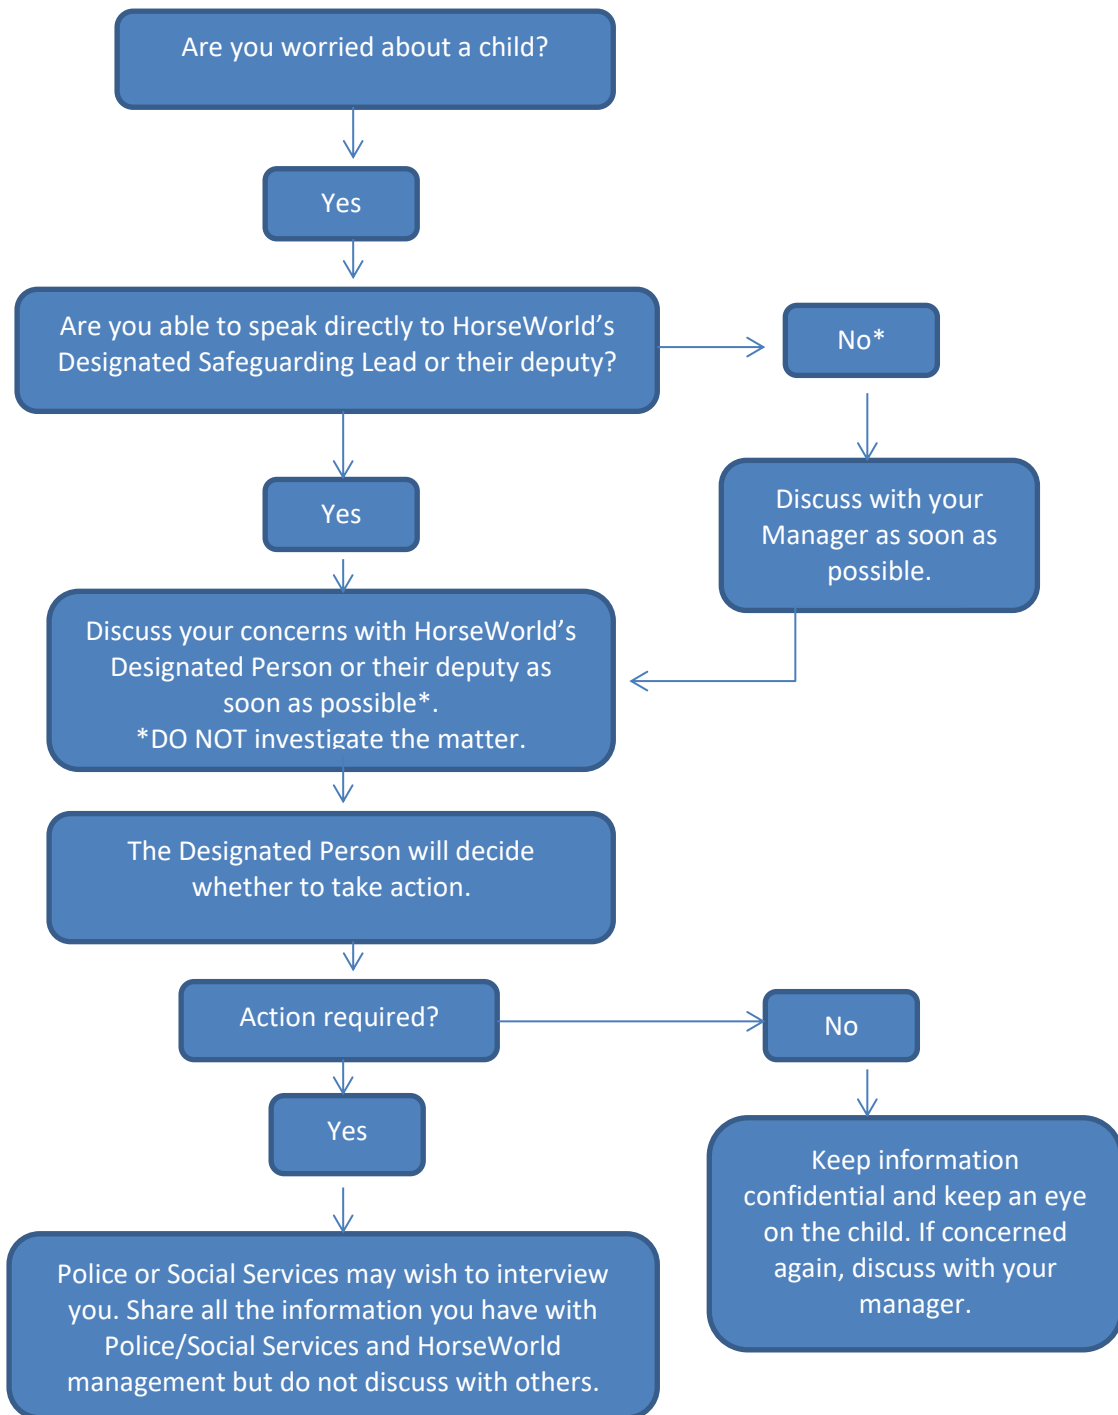 Are you worried about a child?
Yes
Are you able to speak directly to HorseWorld’s
Designated Safeguarding Lead or their deputy?
No*
Yes
Discuss with your
Manager as soon as
possible.
Discuss your concerns with HorseWorld’s
Designated Person or their deputy as
soon as possible*.
*DO NOT investigate the matter.
The Designated Person will decide
whether to take action.
Action required?
No
Yes
Keep information
confidential and keep an eye
on the child. If concerned
again, discuss with your
manager.
Police or Social Services may wish to interview
you. Share all the information you have with
Police/Social Services and HorseWorld
management but do not discuss with others.